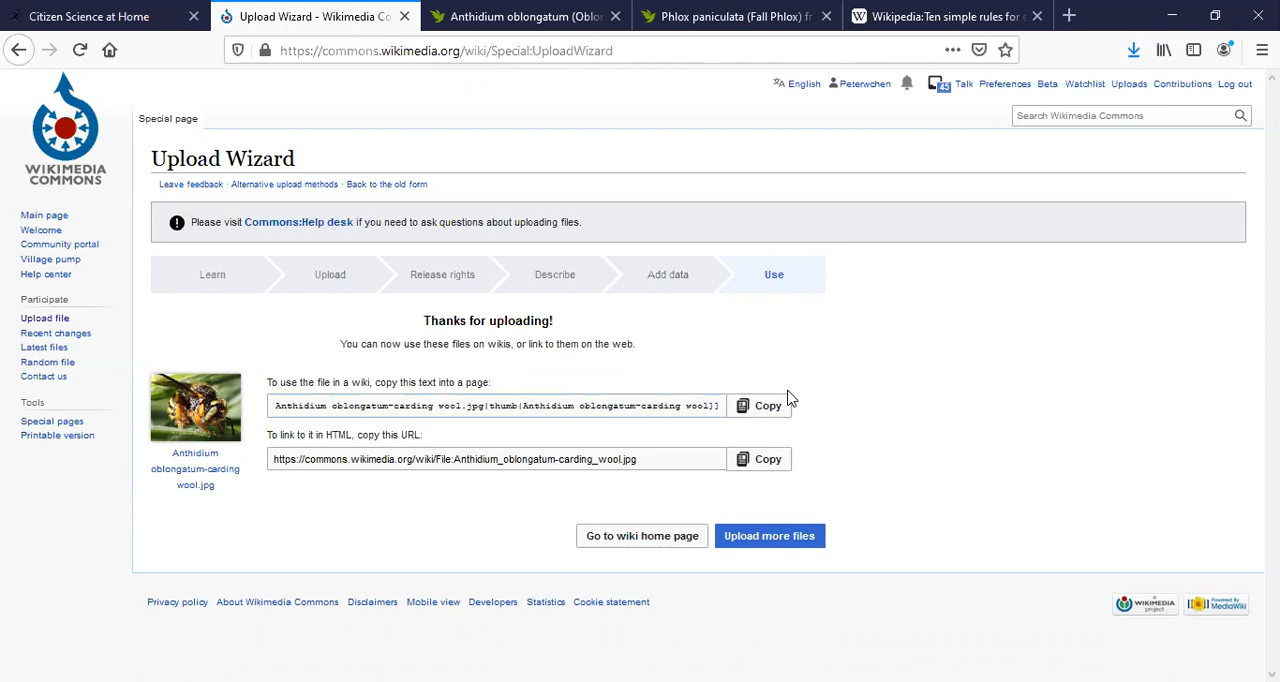 Citizen Science at Home
Upload Wizard - Wikimedia Co
Anthidium oblongatum (Oblon
Phlox paniculata (Fall Phlox) fr
Wikipedia:Ten simple rules for e
https://commons.wikimedia.org/wiki/Special:UploadWizard
English Peterwchen 45 Talk Preferences Beta Watchlist Uploads Contributions Log out
Special page
Search Wikimedia Commons
WIKIMEDIA
COMMONS
Upload Wizard
Leave feedback · Alternative upload methods · Back to the old form
Please visit Commons:Help desk if you need to ask questions about uploading files.
Main page
Welcome
Community portal
Village pump
Help center
Participate
Upload file
Recent changes
Latest files
Random file
Contact us
Tools
Special pages
Printable version
Learn Upload Release rights Describe Add data Use
Thanks for uploading!
You can now use these files on wikis, or link to them on the web.
To use the file in a wiki, copy this text into a page:
Anthidium oblongatum-carding wool.jpg|thumb|Anthidium oblongatum-carding wool]] Copy
To link to it in HTML, copy this URL:
https://commons.wikimedia.org/wiki/File:Anthidium_oblongatum-carding_wool.jpg Copy
Anthidium
oblongatum-carding
wool.jpg
Go to wiki home page Upload more files
Privacy policy About Wikimedia Commons Disclaimers Mobile view Developers Statistics Cookie statement
A WIKIMEDIA project
Powered By MediaWiki